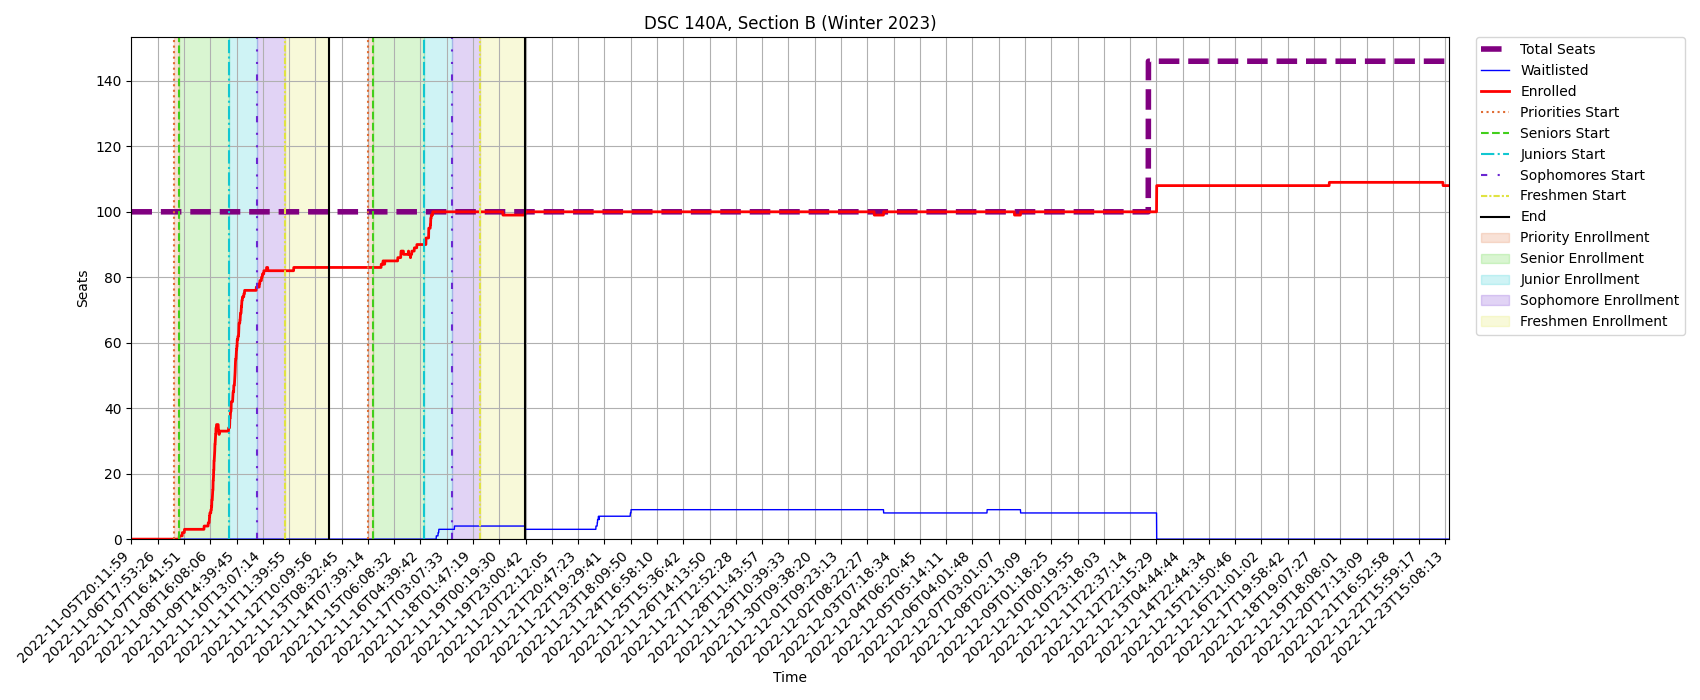 DSC 140A, Section B (Winter 2023)
Seats
140
120
100
80
60
40
20
0
2022-11-05T20:11:59
2022-11-06T17:53:26
2022-11-07T16:41:51
2022-11-08T16:08:06
2022-11-09T14:39:45
2022-11-10T13:07:14
2022-11-11T11:39:55
2022-11-12T10:09:56
2022-11-13T08:32:45
2022-11-14T07:39:14
2022-11-15T06:08:32
2022-11-16T04:39:42
2022-11-17T03:07:33
2022-11-18T01:47:19
2022-11-19T00:19:30
2022-11-19T23:00:42
2022-11-20T22:12:05
2022-11-21T20:47:23
2022-11-22T19:29:41
2022-11-23T18:09:50
2022-11-24T16:58:10
2022-11-25T15:36:42
2022-11-26T14:13:50
2022-11-27T12:52:28
2022-11-28T11:43:57
2022-11-29T10:39:33
2022-11-30T09:38:20
2022-12-01T09:23:13
2022-12-02T08:22:27
2022-12-03T07:18:34
2022-12-04T06:20:45
2022-12-05T05:14:11
2022-12-06T04:01:48
2022-12-07T03:01:07
2022-12-08T02:13:09
2022-12-09T01:18:25
2022-12-10T00:19:55
2022-12-10T23:18:03
2022-12-11T22:37:14
2022-12-12T22:15:29
2022-12-13T04:44:44
2022-12-14T22:44:34
2022-12-15T21:50:46
2022-12-16T21:01:02
2022-12-17T19:58:42
2022-12-18T19:07:27
2022-12-19T18:08:01
2022-12-20T17:13:09
2022-12-21T16:52:58
2022-12-22T15:59:17
2022-12-23T15:08:13
Time
Total Seats
Waitlisted
Enrolled
Priorities Start
Seniors Start
Juniors Start
Sophomores Start
Freshmen Start
End
Priority Enrollment
Senior Enrollment
Junior Enrollment
Sophomore Enrollment
Freshmen Enrollment